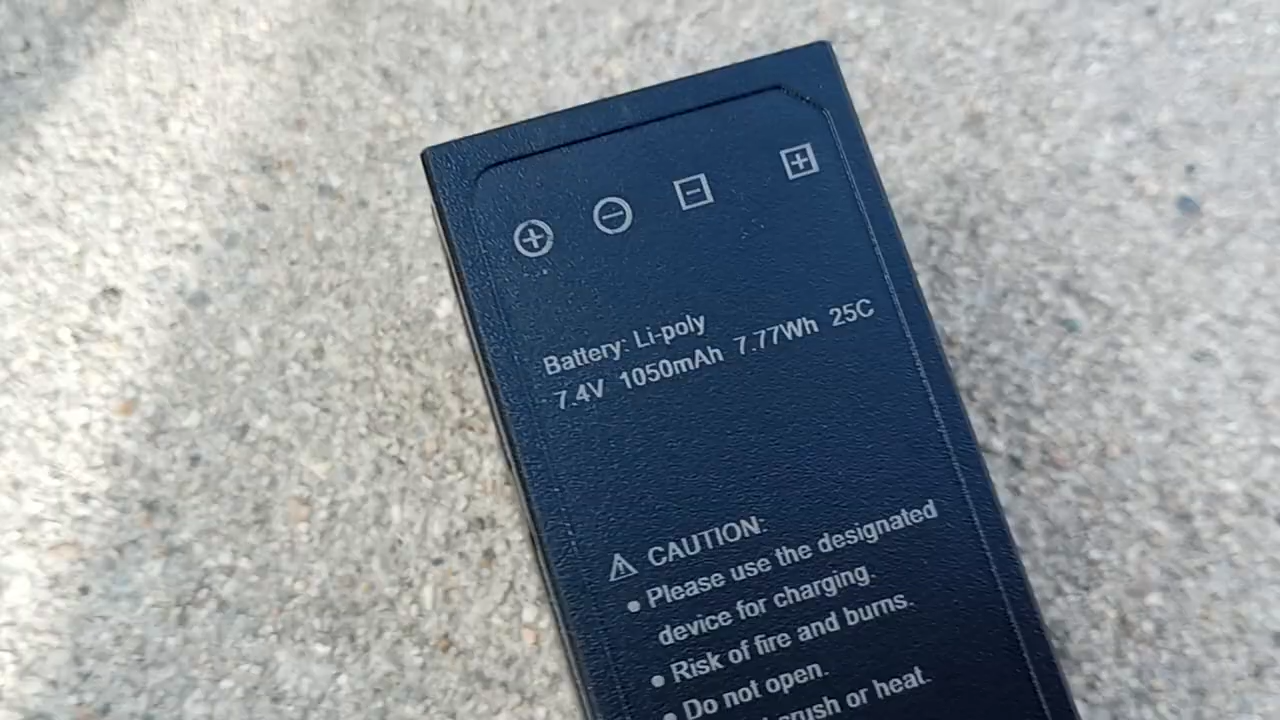 Battery: Li-poly
7.4V 1050mAh 7.77Wh 25C
CAUTION:
• Please use the designated
device for charging.
• Risk of fire and burns.
• Do not open.
crush or heat.